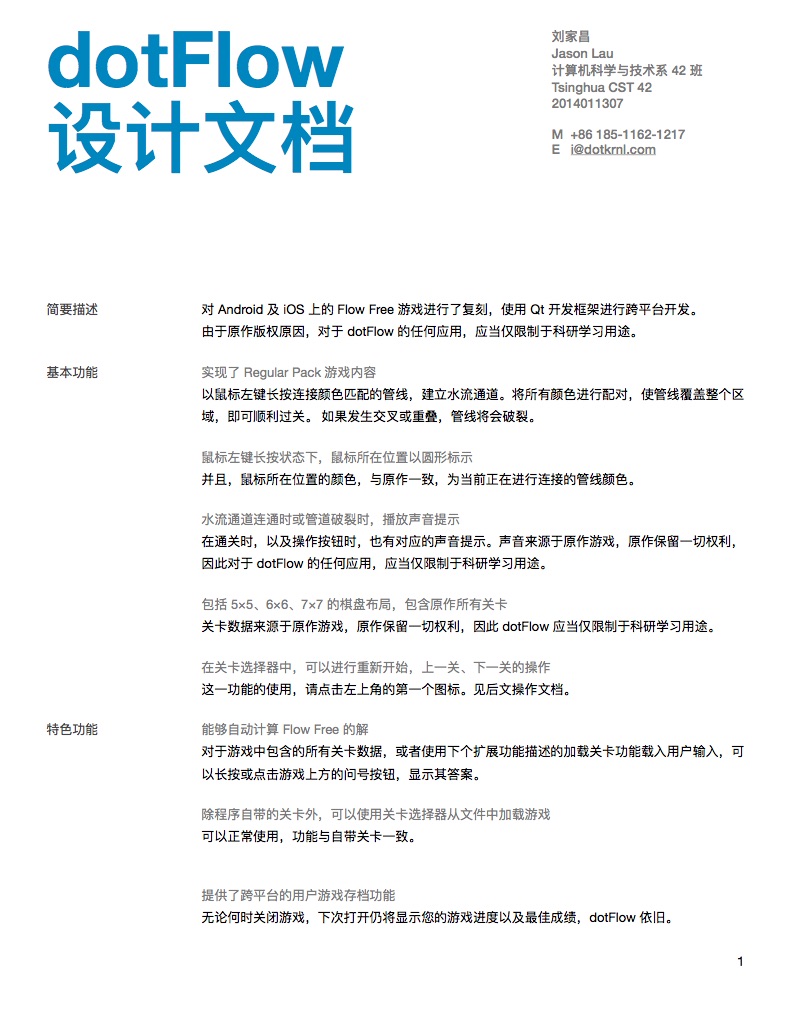 dotFlow
设计文档
刘家昌
Jason Lau
计算机科学与技术系 42 班
Tsinghua CST 42
2014011307
M +86 185-1162-1217
E i@dotkrnl.com
简要描述
对 Android 及 iOS 上的 Flow Free 游戏进行了复刻，使用 Qt 开发框架进行跨平台开发。
由于原作版权原因，对于 dotFlow 的任何应用，应当仅限制于科研学习用途。
基本功能
实现了 Regular Pack 游戏内容
以鼠标左键长按连接颜色匹配的管线，建立水流通道。将所有颜色进行配对，使管线覆盖整个区
域，即可顺利过关。 如果发生交叉或重叠，管线将会破裂。
鼠标左键长按状态下，鼠标所在位置以圆形标示
并且，鼠标所在位置的颜色，与原作一致，为当前正在进行连接的管线颜色。
水流通道连通时或管道破裂时，播放声音提示
在通关时，以及操作按钮时，也有对应的声音提示。声音来源于原作游戏，原作保留一切权利，
因此对于 dotFlow 的任何应用，应当仅限制于科研学习用途。
包括 5×5、6×6、7×7 的棋盘布局，包含原作所有关卡
关卡数据来源于原作游戏，原作保留一切权利，因此 dotFlow 应当仅限制于科研学习用途。
在关卡选择器中，可以进行重新开始，上一关、下一关的操作
这一功能的使用，请点击左上角的第一个图标。见后文操作文档。
特色功能
能够自动计算 Flow Free 的解
对于游戏中包含的所有关卡数据，或者使用下个扩展功能描述的加载关卡功能载入用户输入，可
以长按或点击游戏上方的问号按钮，显示其答案。
除程序自带的关卡外，可以使用关卡选择器从文件中加载游戏
可以正常使用，功能与自带关卡一致。
提供了跨平台的用户游戏存档功能
无论何时关闭游戏，下次打开仍将显示您的游戏进度以及最佳成绩，dotFlow 依旧。
1